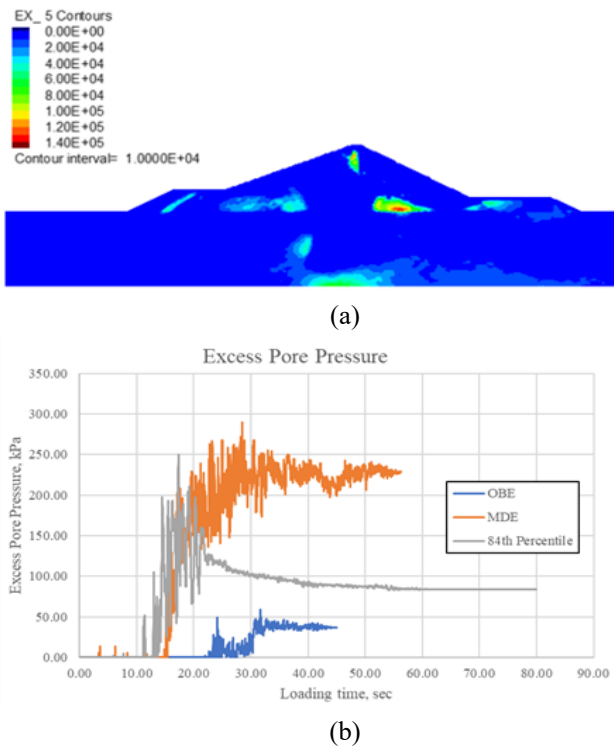 EX_ 5 Contours
0.00E+00
2.00E+04
4.00E+04
6.00E+04
8.00E+04
1.00E+05
1.20E+05
1.40E+05
Contour interval= 1.0000E+04
(a)
Excess Pore Pressure
350.00
300.00
250.00
200.00
150.00
100.00
50.00
0.00
Excess Pore Pressure, kPa
OBE
MDE
84th Percentile
0.00 10.00 20.00 30.00 40.00 50.00 60.00 70.00 80.00 90.00
Loading time, sec
(b)